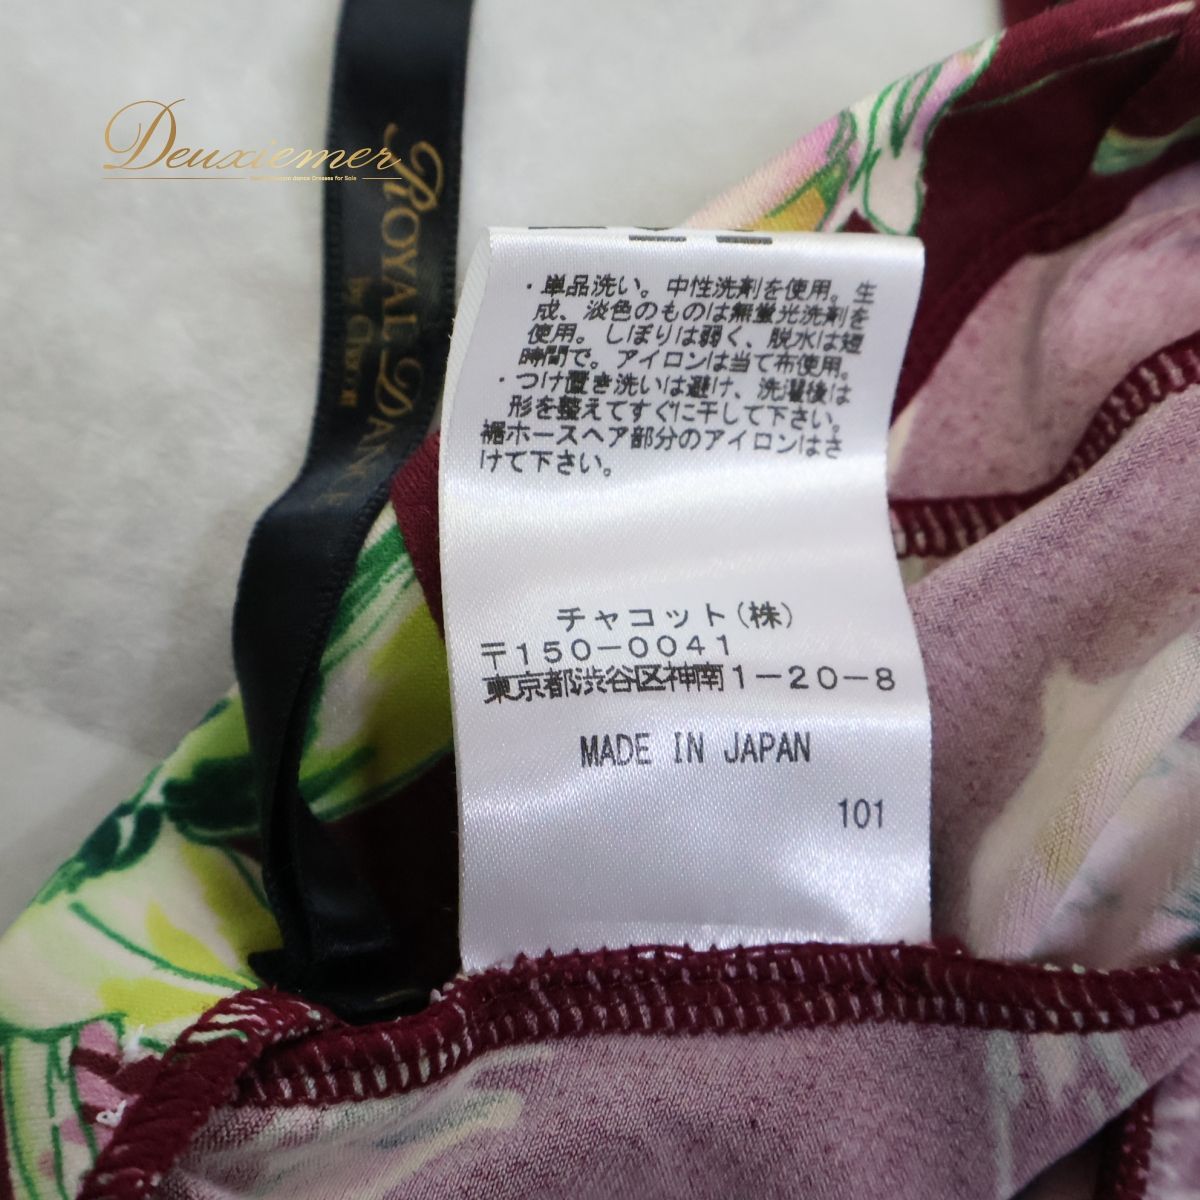 Deuxiemer
ROYAL DANCE
by Chacott
・単品洗い。中性洗剤を使用。生
成、淡色のものは無蛍光洗剤を
使用。しぼりは弱く、脱水は短
時間で。アイロンは当て布使用。
・つけ置き洗いは避け、洗濯後は
形を整えてすぐに干して下さい。
裾ホースヘア部分のアイロンはさ
けて下さい。
チャコット(株)
〒150-0041
東京都渋谷区神南1-20-8
MADE IN JAPAN
101